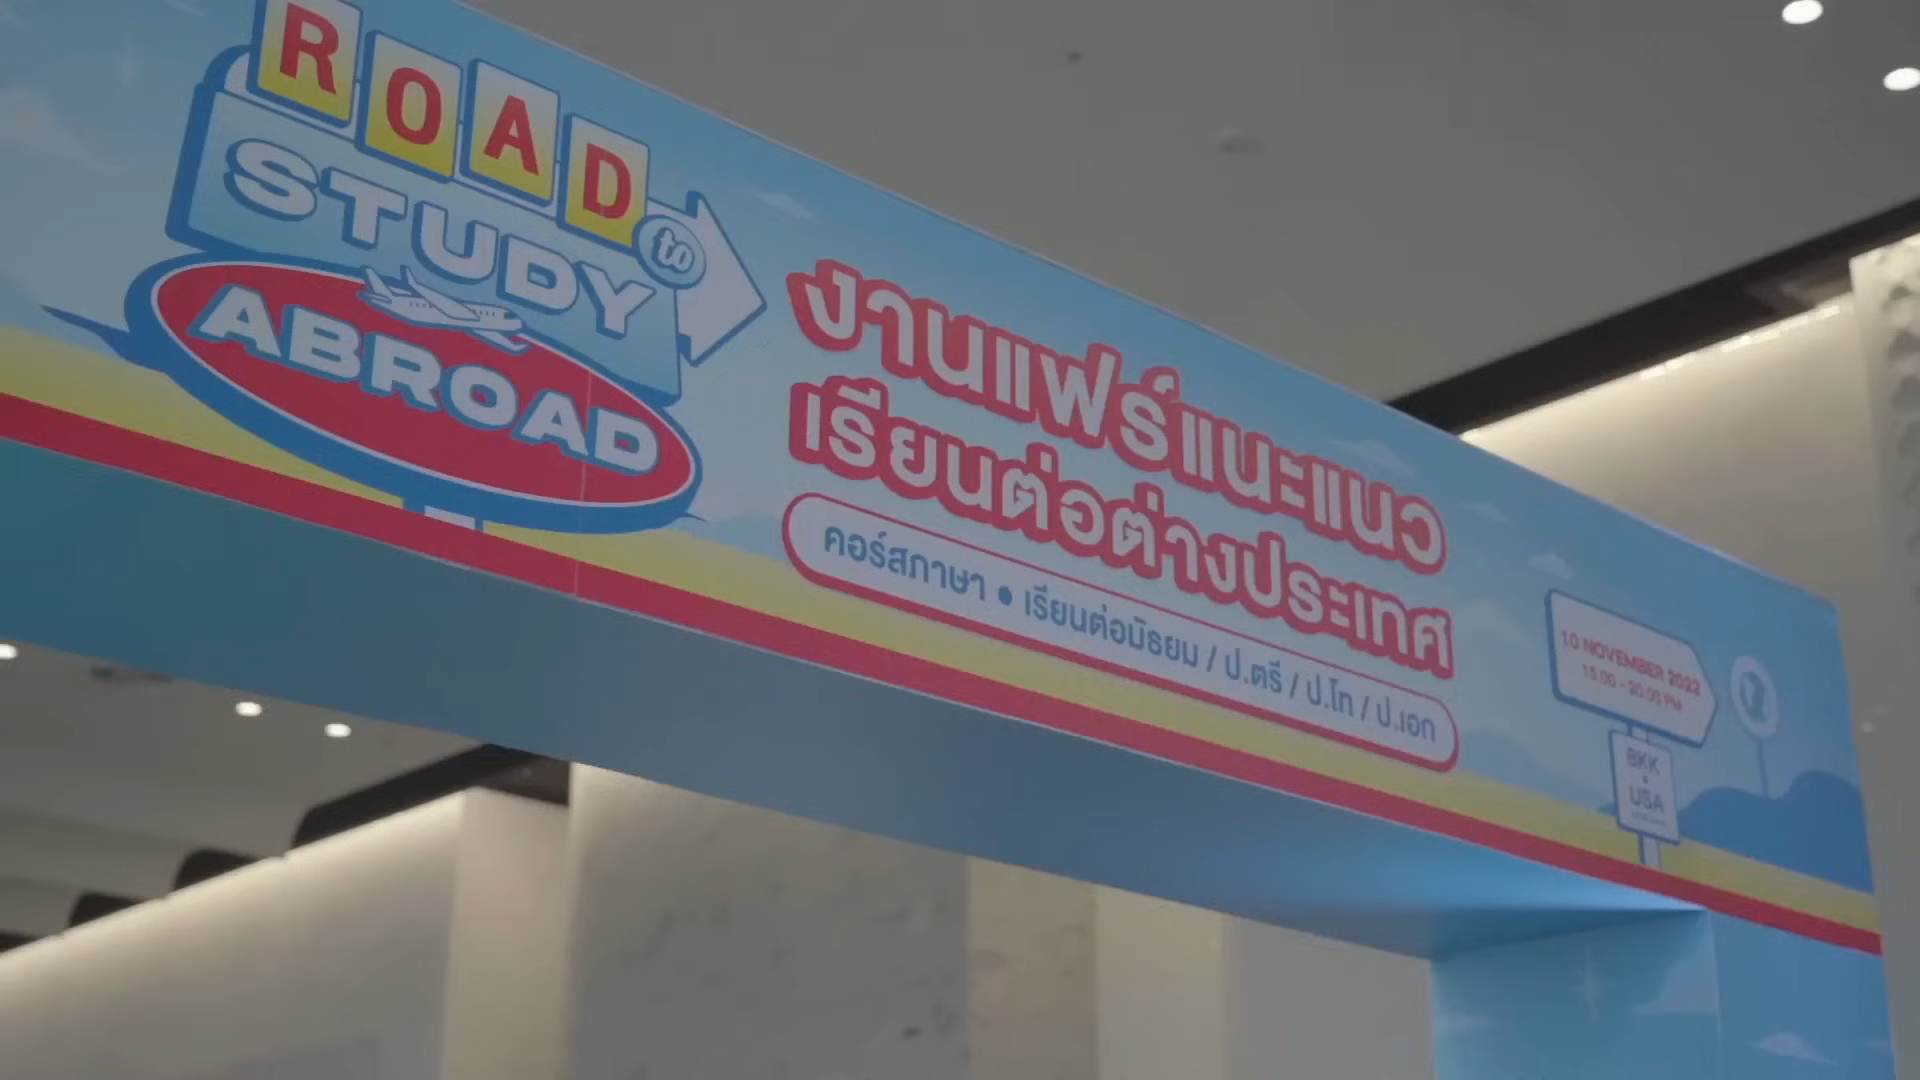 ROAD to
STUDY
ABROAD
งานแฟร์แนะแนว
เรียนต่อต่างประเทศ
คอร์สภาษา • เรียนต่อมัธยม / ป.ตรี / ป.โท / ป.เอก
10 NOVEMBER 2022
15.00 - 20.00 PM
BKK
USA